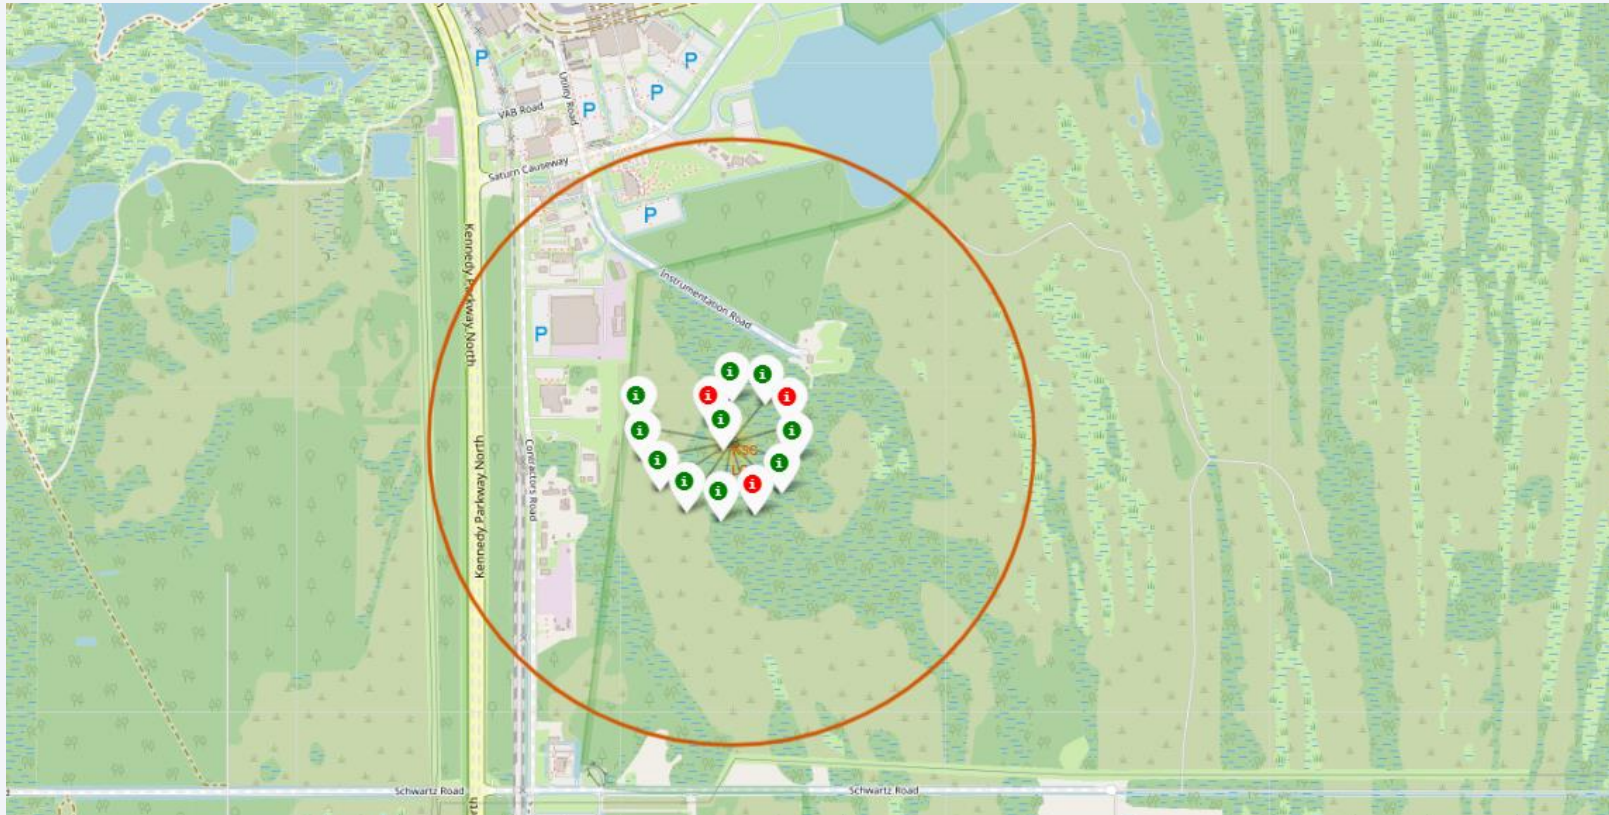 P
P
P
VAB Road
P
Utility Road
Saturn Causeway
P
Kennedy Parkway North
Instrumentation Road
P
i
i
i
i
i
i
i
i
i
i
i
i
i
Kennedy Parkway North
Contractors Road
Schwartz Road
Schwartz Road